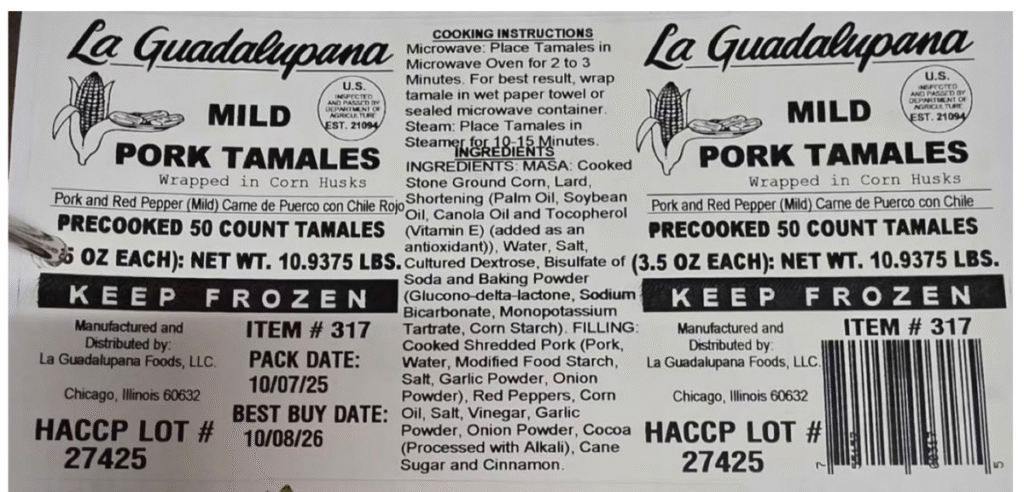 La Guadalupana
U.S.
INSPECTED
AND PASSED BY
DEPARTMENT OF
AGRICULTURE
EST. 21094
MILD
PORK TAMALES
Wrapped in Corn Husks
Pork and Red Pepper (Mild) Carne de Puerco con Chile Rojo
PRECOOKED 50 COUNT TAMALES
5 OZ EACH): NET WT. 10.9375 LBS.
KEEP FROZEN
Manufactured and
Distributed by:
La Guadalupana Foods, LLC.
Chicago, Illinois 60632
HACCP LOT #
27425
ITEM # 317
PACK DATE:
10/07/25
BEST BUY DATE:
10/08/26
COOKING INSTRUCTIONS
Microwave: Place Tamales in
Microwave Oven for 2 to 3
Minutes. For best result, wrap
tamale in wet paper towel or
sealed microwave container.
Steam: Place Tamales in
Steamer for 10-15 Minutes.
INGREDIENTS
INGREDIENTS: MASA: Cooked
Stone Ground Corn, Lard,
Shortening (Palm Oil, Soybean
Oil, Canola Oil and Tocopherol
(Vitamin E) (added as an
antioxidant)), Water, Salt,
Cultured Dextrose, Bisulfate of
Soda and Baking Powder
(Glucono-delta-lactone, Sodium
Bicarbonate, Monopotassium
Tartrate, Corn Starch). FILLING:
Cooked Shredded Pork (Pork,
Water, Modified Food Starch,
Salt, Garlic Powder, Onion
Powder), Red Peppers, Corn
Oil, Salt, Vinegar, Garlic
Powder, Onion Powder, Cocoa
(Processed with Alkali), Cane
Sugar and Cinnamon.
La Guadalupana
U.S.
INSPECTED
AND PASSED BY
DEPARTMENT OF
AGRICULTURE
EST. 21094
MILD
PORK TAMALES
Wrapped in Corn Husks
Pork and Red Pepper (Mild) Carne de Puerco con Chile
PRECOOKED 50 COUNT TAMALES
(3.5 OZ EACH): NET WT. 10.9375 LBS.
KEEP FROZEN
Manufactured and
Distributed by:
La Guadalupana Foods, LLC.
Chicago, Illinois 60632
HACCP LOT #
27425
ITEM # 317